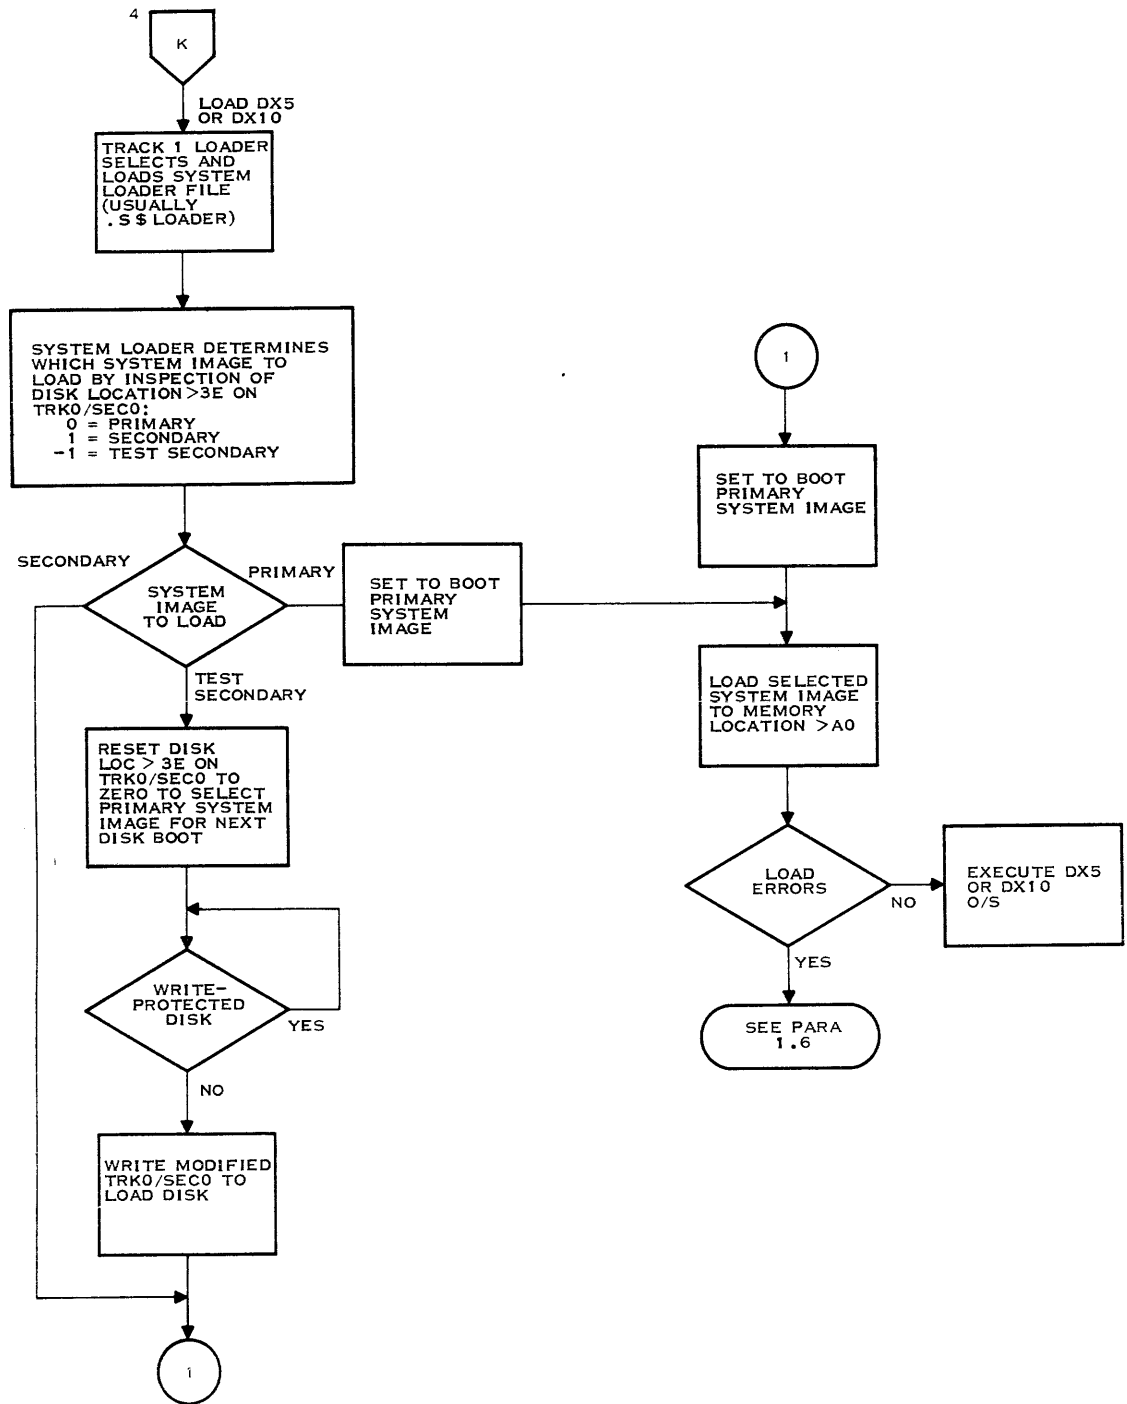 4
K
LOAD DX5
OR DX10
TRACK 1 LOADER
SELECTS AND
LOADS SYSTEM
LOADER FILE
(USUALLY
.S$LOADER)
SYSTEM LOADER DETERMINES
WHICH SYSTEM IMAGE TO
LOAD BY INSPECTION OF
DISK LOCATION >3E ON
TRK0/SEC0:
0 = PRIMARY
1 = SECONDARY
-1 = TEST SECONDARY
SECONDARY
SYSTEM
IMAGE
TO LOAD
PRIMARY
SET TO BOOT
PRIMARY
SYSTEM
IMAGE
TEST
SECONDARY
RESET DISK
LOC > 3E ON
TRK0/SEC0 TO
ZERO TO SELECT
PRIMARY SYSTEM
IMAGE FOR NEXT
DISK BOOT
WRITE-
PROTECTED
DISK
YES
NO
WRITE MODIFIED
TRK0/SEC0 TO
LOAD DISK
1
1
SET TO BOOT
PRIMARY
SYSTEM IMAGE
LOAD SELECTED
SYSTEM IMAGE
TO MEMORY
LOCATION >A0
LOAD
ERRORS
NO
EXECUTE DX5
OR DX10
O/S
YES
SEE PARA
1.6